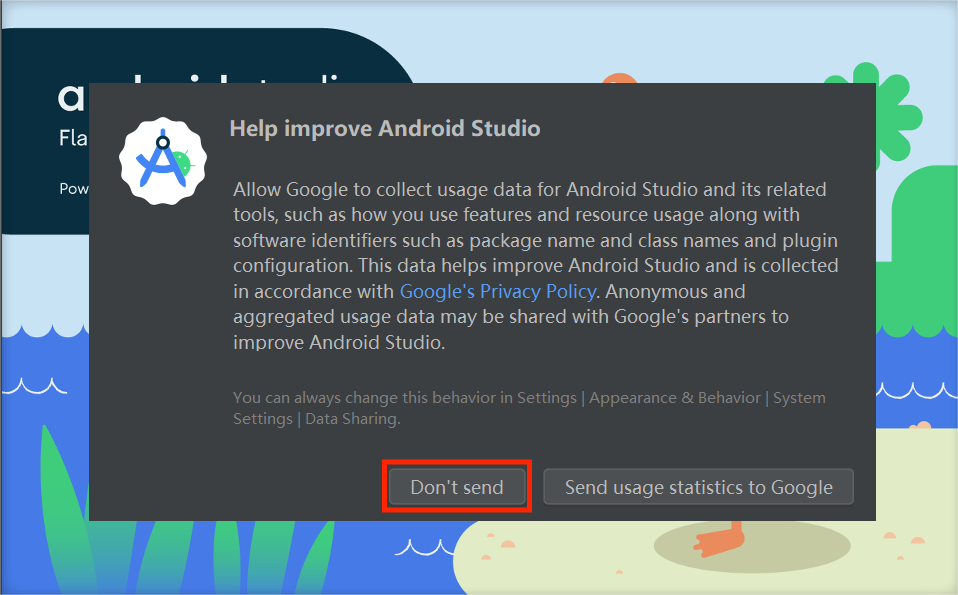 Fla
Pow
Help improve Android Studio
Allow Google to collect usage data for Android Studio and its related
tools, such as how you use features and resource usage along with
software identifiers such as package name and class names and plugin
configuration. This data helps improve Android Studio and is collected
in accordance with Google's Privacy Policy. Anonymous and
aggregated usage data may be shared with Google's partners to
improve Android Studio.
You can always change this behavior in Settings | Appearance & Behavior | System
Settings | Data Sharing.
Don't send
Send usage statistics to Google